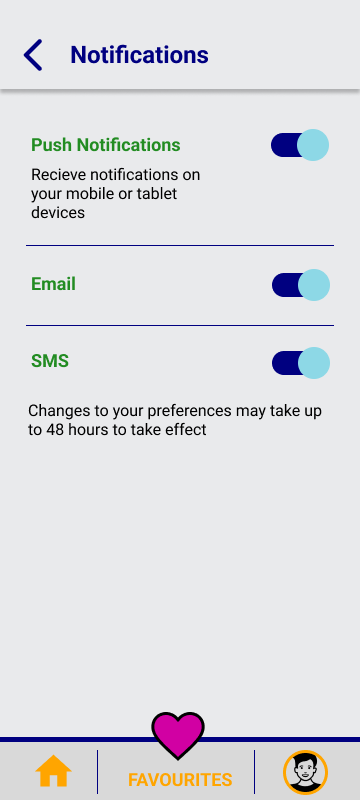 Notifications
Push Notifications
Recieve notifications on
your mobile or tablet
devices
Email
SMS
Changes to your preferences may take up
to 48 hours to take effect
FAVOURITES